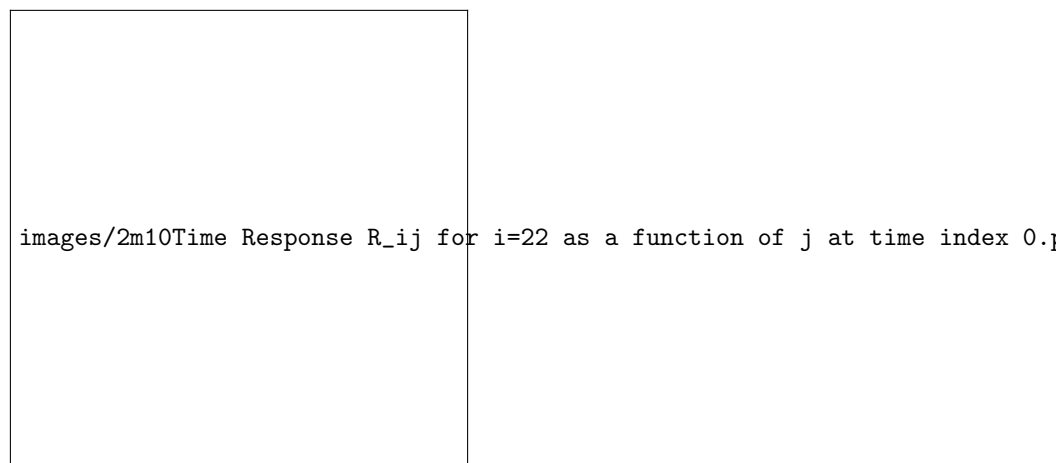 images/2m10Time Response R_ij for i=22 as a function of j at time index 0.p